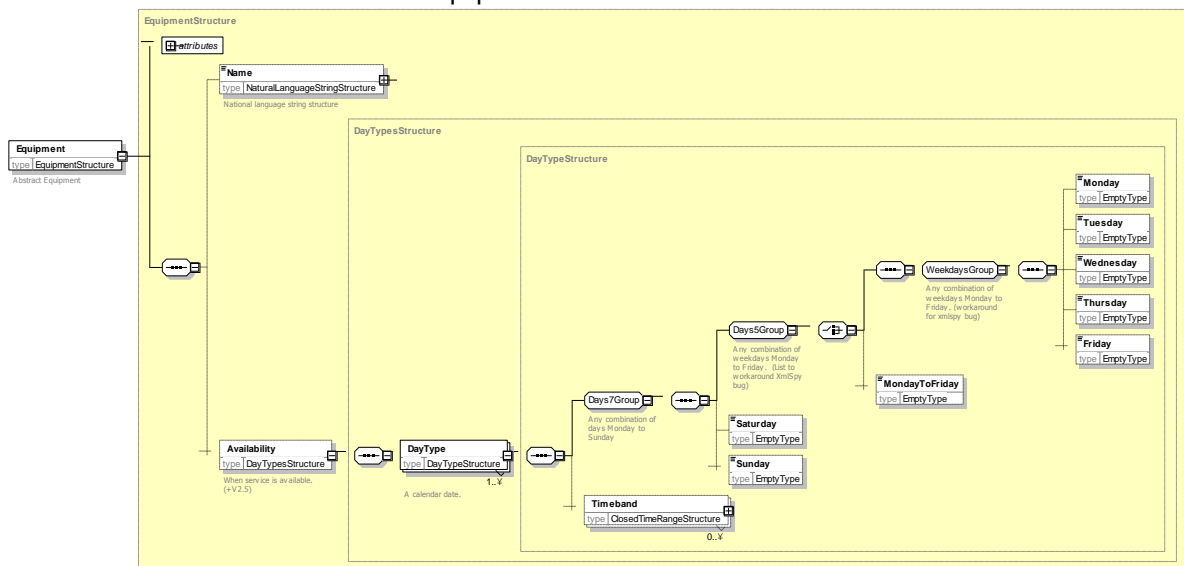 EquipmentStructure
attributes
Name
type NaturalLanguageStringStructure
National language string structure
Equipment
type EquipmentStructure
Abstract Equipment
DayTypesStructure
DayTypeStructure
Monday
type EmptyType
Tuesday
type EmptyType
Wednesday
type EmptyType
Thursday
type EmptyType
Friday
type EmptyType
WeekdaysGroup
Any combination of
weekdays Monday to
Friday. (workaround
for xmlspy bug)
Days5Group
Any combination of
weekdays Monday
to Friday. (List to
workaround XmlSpy
bug)
MondayToFriday
type EmptyType
Days7Group
Any combination of
days Monday to
Sunday
Saturday
type EmptyType
Sunday
type EmptyType
Availability
type DayTypesStructure
When service is available.
(+V2.5)
DayType
type DayTypeStructure
1..¥
A calendar date.
Timeband
type ClosedTimeRangeStructure
0..¥